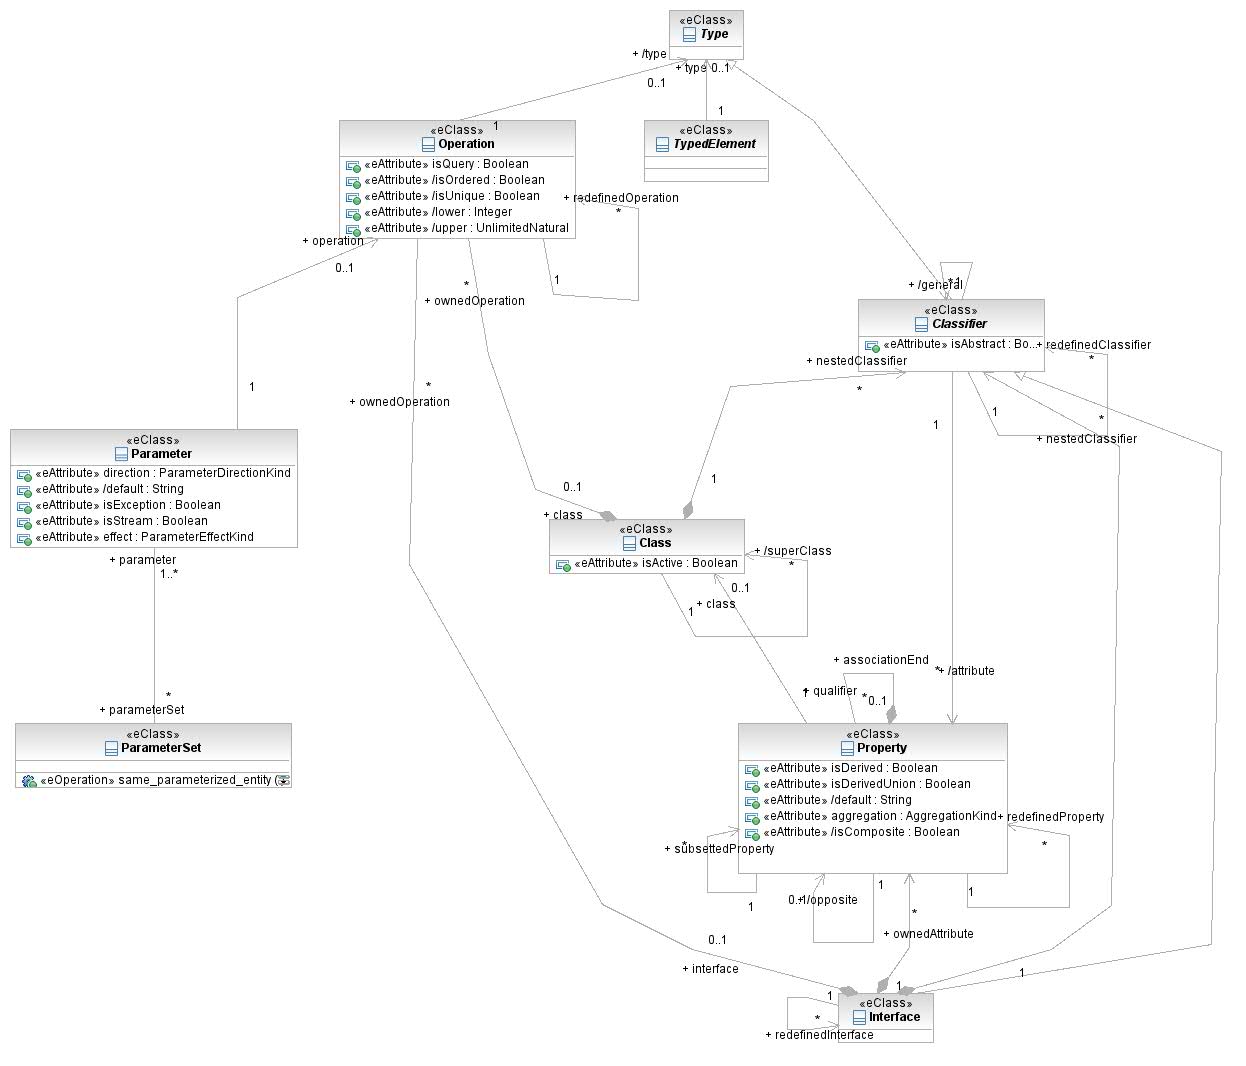 «eClass»
Type
+ /type
0..1
+ type 0..1
1
«eClass»
TypedElement
«eClass» 1
Operation
«eAttribute» isQuery : Boolean
«eAttribute» /isOrdered : Boolean
«eAttribute» /isUnique : Boolean
«eAttribute» /lower : Integer
«eAttribute» /upper : UnlimitedNatural
+ redefinedOperation
*
1
+ operation
0..1
*
+ ownedOperation
*
+ ownedOperation
*1
+ /general
«eClass»
Classifier
«eAttribute» isAbstract : Bo...
+ redefinedClassifier
*
+ nestedClassifier
*
1
1
*
+ nestedClassifier
1
1
«eClass»
Parameter
«eAttribute» direction : ParameterDirectionKind
«eAttribute» /default : String
«eAttribute» isException : Boolean
«eAttribute» isStream : Boolean
«eAttribute» effect : ParameterEffectKind
+ parameter
1..*
*
+ parameterSet
«eClass»
ParameterSet
«eOperation» same_parameterized_entity (
0..1
+ class
«eClass»
Class
«eAttribute» isActive : Boolean
+ /superClass
*
1
0..1
+ class
+ associationEnd
* + /attribute
+ qualifier
1
*
0..1
«eClass»
Property
«eAttribute» isDerived : Boolean
«eAttribute» isDerivedUnion : Boolean
«eAttribute» /default : String
«eAttribute» aggregation : AggregationKind
«eAttribute» /isComposite : Boolean
+ redefinedProperty
*
*
+ subsettedProperty
1
0..1
+ /opposite
1
1
*
+ ownedAttribute
0..1
+ interface
1
1
1
«eClass»
Interface
*
+ redefinedInterface